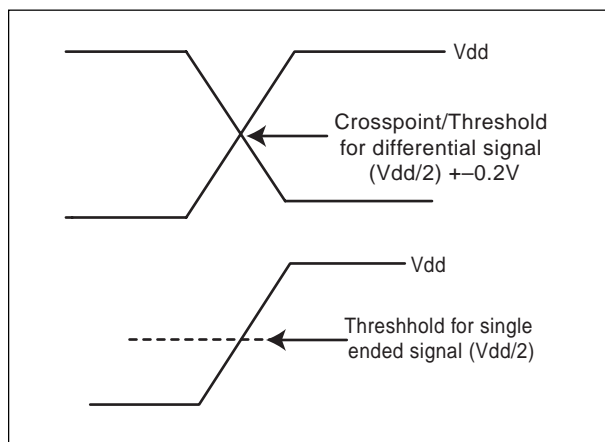 Vdd
Crosspoint/Threshold
for differential signal
(Vdd/2) +–0.2V
Vdd
Threshhold for single
ended signal (Vdd/2)